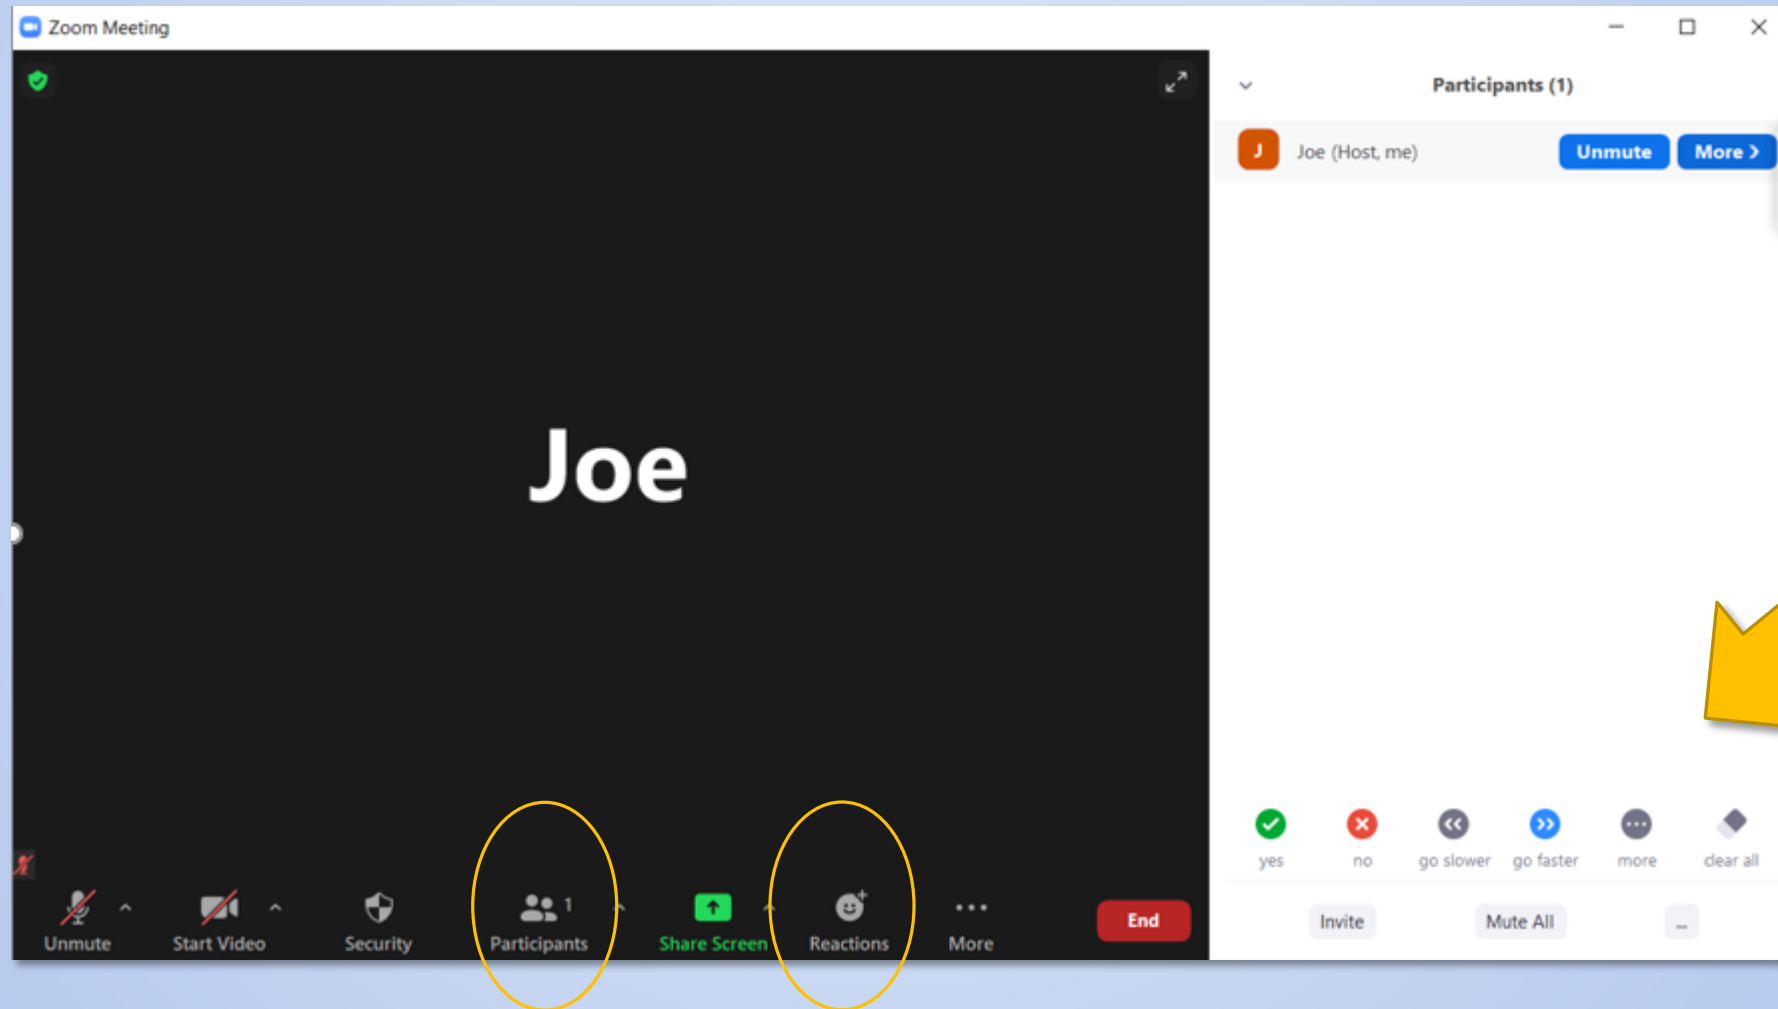 Zoom Meeting
Participants (1)
J
Joe (Host, me)
Unmute
More >
Joe
yes
no
go slower
go faster
more
clear all
Unmute
Start Video
Security
Participants
1
Share Screen
Reactions
More
End
Invite
Mute All
...